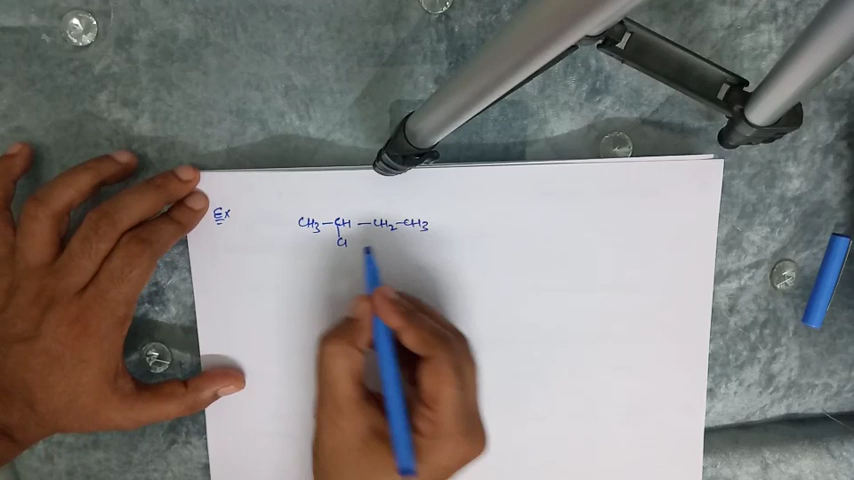 Ex CH₃ – CH – CH₂ – CH₃
Cl